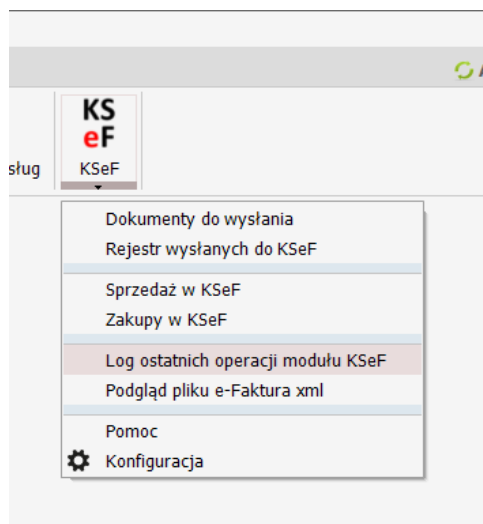 KS
eF
sług
KSeF
Dokumenty do wysłania
Rejestr wysłanych do KSeF
Sprzedaż w KSeF
Zakupy w KSeF
Log ostatnich operacji modułu KSeF
Podgląd pliku e-Faktura xml
Pomoc
Konfiguracja